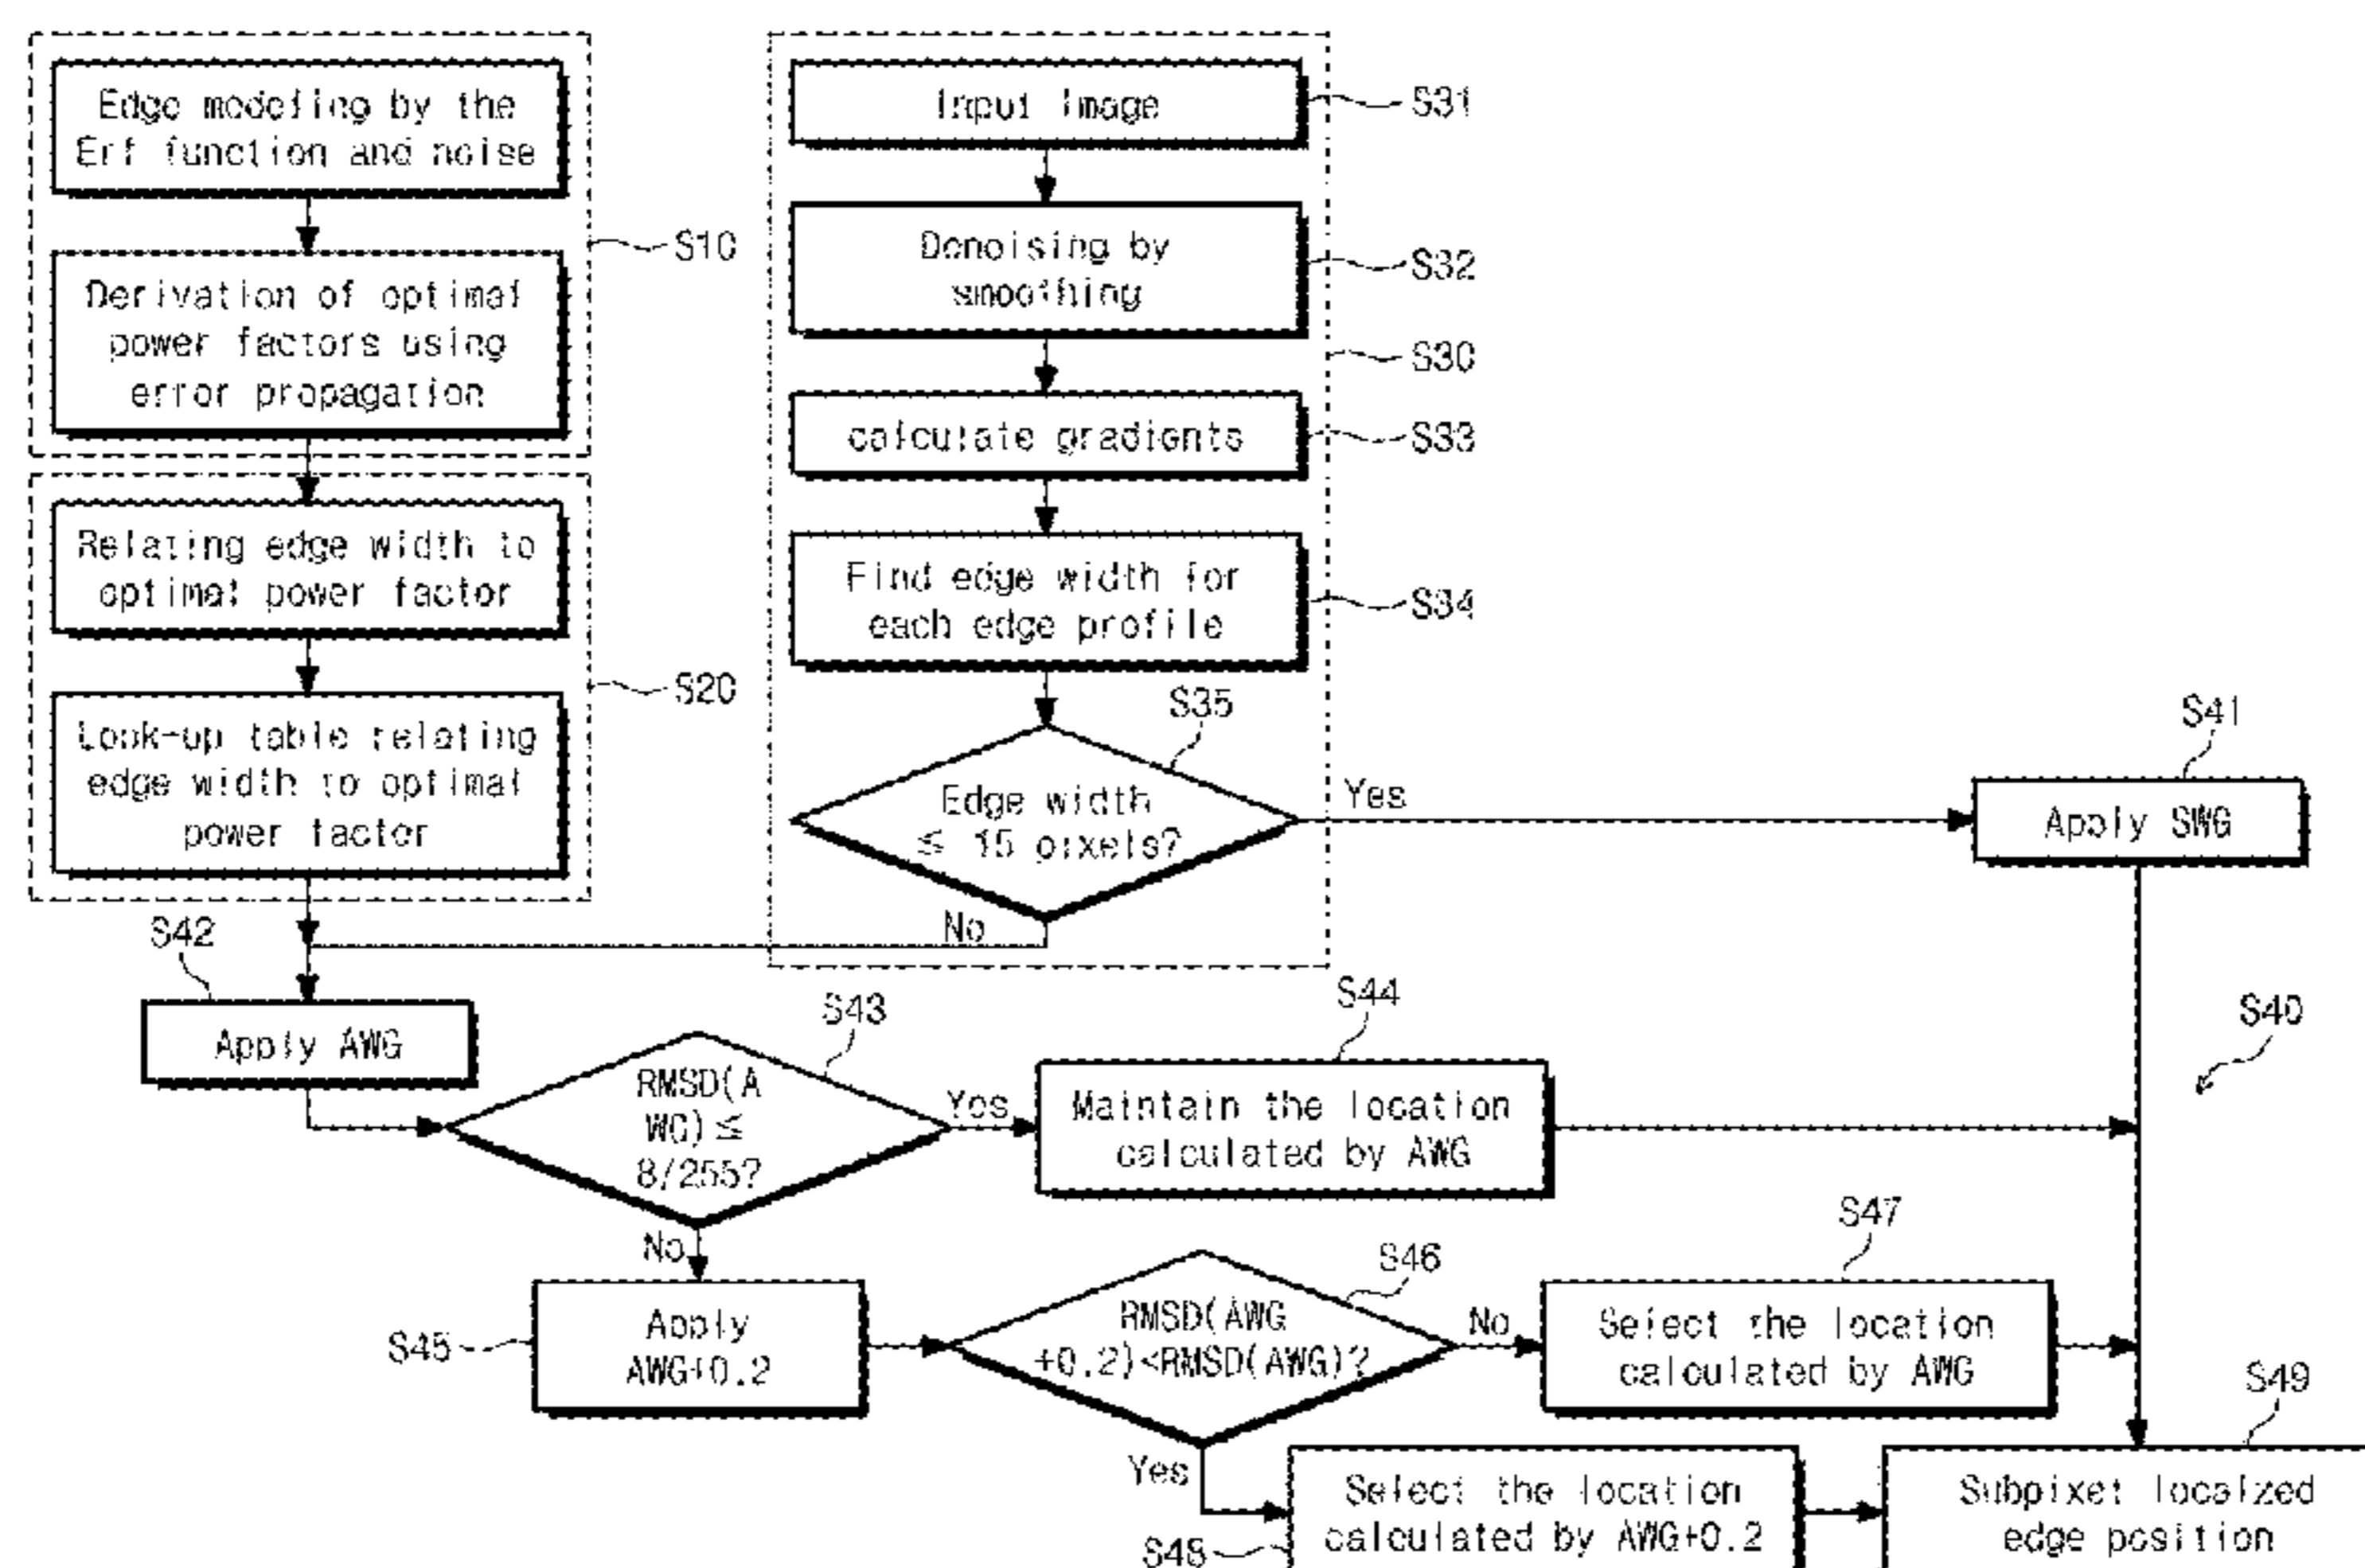 Edge modeling by the
Erf function and noise
Derivation of optimal
power factors using
error propagation
S10
Relating edge width to
optimal power factor
Look-up table relating
edge width to optimal
power factor
S20
Input Image
S31
Denoising by
smoothing
S32
S30
calculate gradients
S33
Find edge width for
each edge profile
S34
S35
Edge width
≦ 15 pixels?
Yes
No
S41
Apply SWG
S42
Apply AWG
S43
RMSD(A
WG)≦
8/255?
Yes
No
S44
Maintain the location
calculated by AWG
S40
S45
Apply
AWG+0.2
S46
RMSD(AWG
+0.2)<RMSD(AWG)?
No
Yes
S47
Select the location
calculated by AWG
S48
Select the location
calculated by AWG+0.2
S49
Subpixel localzed
edge position